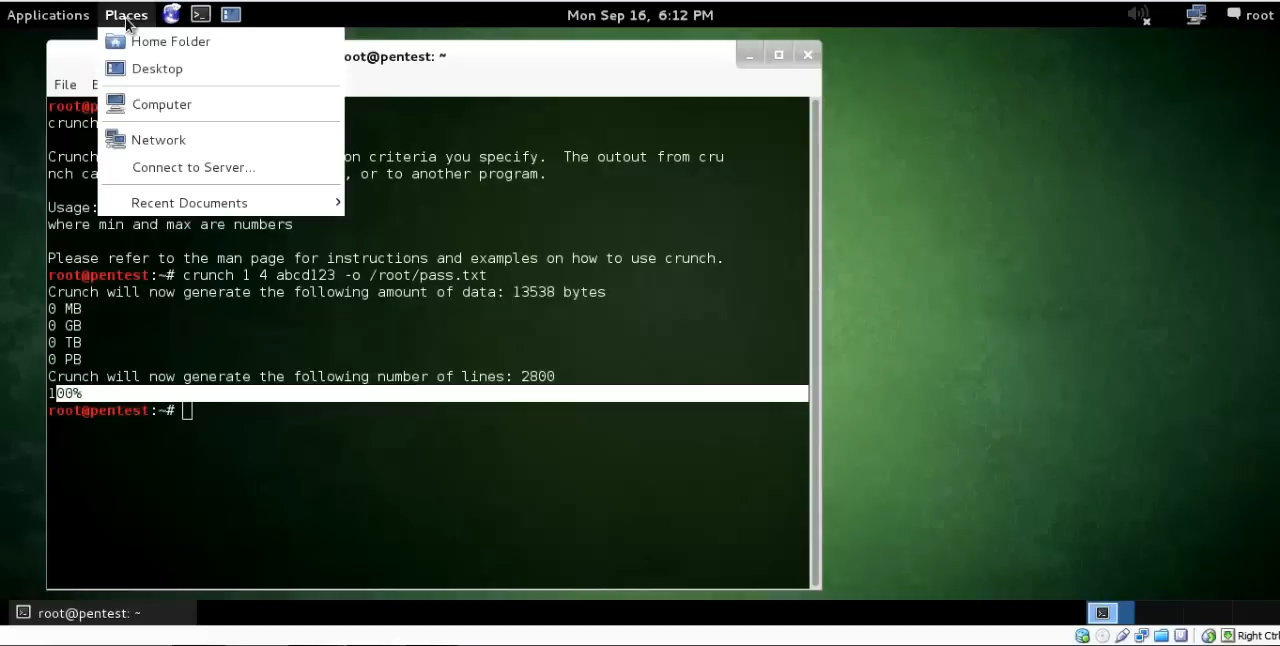 Applications Places Mon Sep 16, 6:12 PM root
Home Folder
Desktop
Computer
Network
Connect to Server...
Recent Documents
oot@pentest: ~
File E
root@p
crunch
Crunch on criteria you specify. The outout from cru
nch ca , or to another program.
Usage:
where min and max are numbers
Please refer to the man page for instructions and examples on how to use crunch.
root@pentest:~# crunch 1 4 abcd123 -o /root/pass.txt
Crunch will now generate the following amount of data: 13538 bytes
0 MB
0 GB
0 TB
0 PB
Crunch will now generate the following number of lines: 2800
100%
root@pentest:~#
root@pentest: ~
Right Ctrl